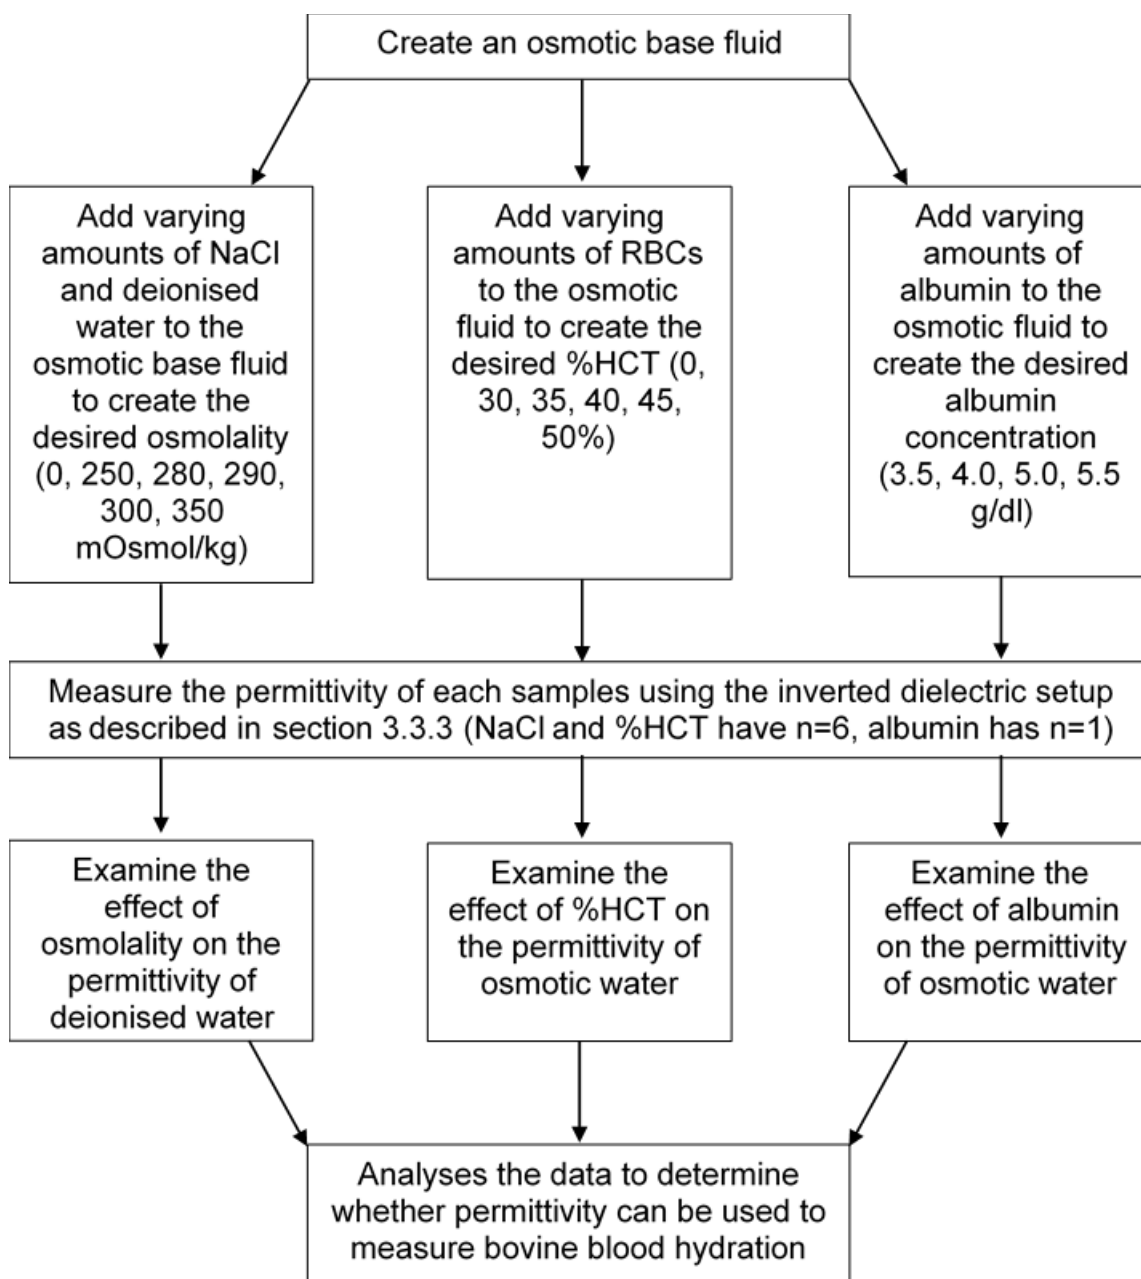 Create an osmotic base fluid
Add varying
amounts of NaCl
and deionised
water to the
osmotic base fluid
to create the
desired osmolality
(0, 250, 280, 290,
300, 350
mOsmol/kg)
Add varying
amounts of RBCs
to the osmotic
fluid to create the
desired %HCT (0,
30, 35, 40, 45,
50%)
Add varying
amounts of
albumin to the
osmotic fluid to
create the desired
albumin
concentration
(3.5, 4.0, 5.0, 5.5
g/dl)
Measure the permittivity of each samples using the inverted dielectric setup
as described in section 3.3.3 (NaCl and %HCT have n=6, albumin has n=1)
Examine the
effect of
osmolality on the
permittivity of
deionised water
Examine the
effect of %HCT on
the permittivity of
osmotic water
Examine the
effect of albumin
on the permittivity
of osmotic water
Analyses the data to determine
whether permittivity can be used to
measure bovine blood hydration